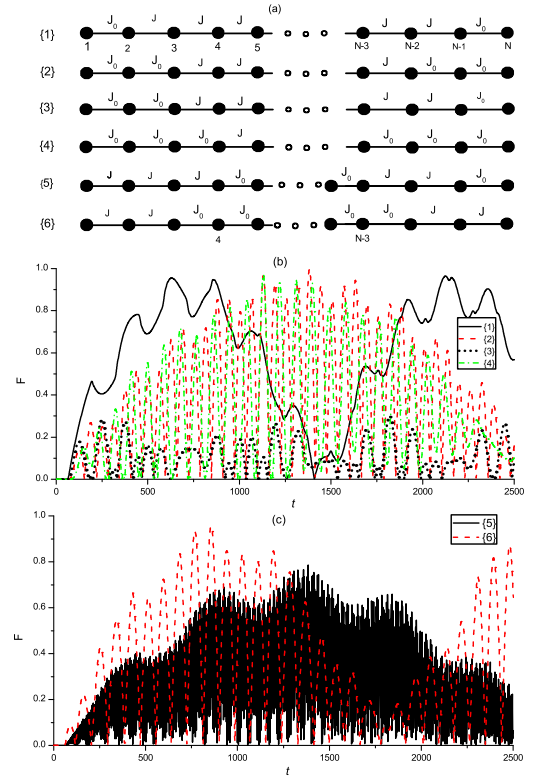 (a)
{1} J₀ J J J J J J₀
1 2 3 4 5 N-3 N-2 N-1 N
{2} J₀ J₀ J J J J₀ J₀
{3} J₀ J₀ J J J J J₀
{4} J₀ J₀ J₀ J J₀ J₀ J₀
{5} J J J J₀ J₀ J J J
{6} J J J₀ J₀ J₀ J₀ J J
4 N-3
(b)
1.0
0.8
{1}
{2}
{3}
{4}
0.6
F
0.4
0.2
0.0
0 500 1000 1500 2000 2500
t
(c)
1.0
{5}
{6}
0.8
0.6
F
0.4
0.2
0.0
0 500 1000 1500 2000 2500
t